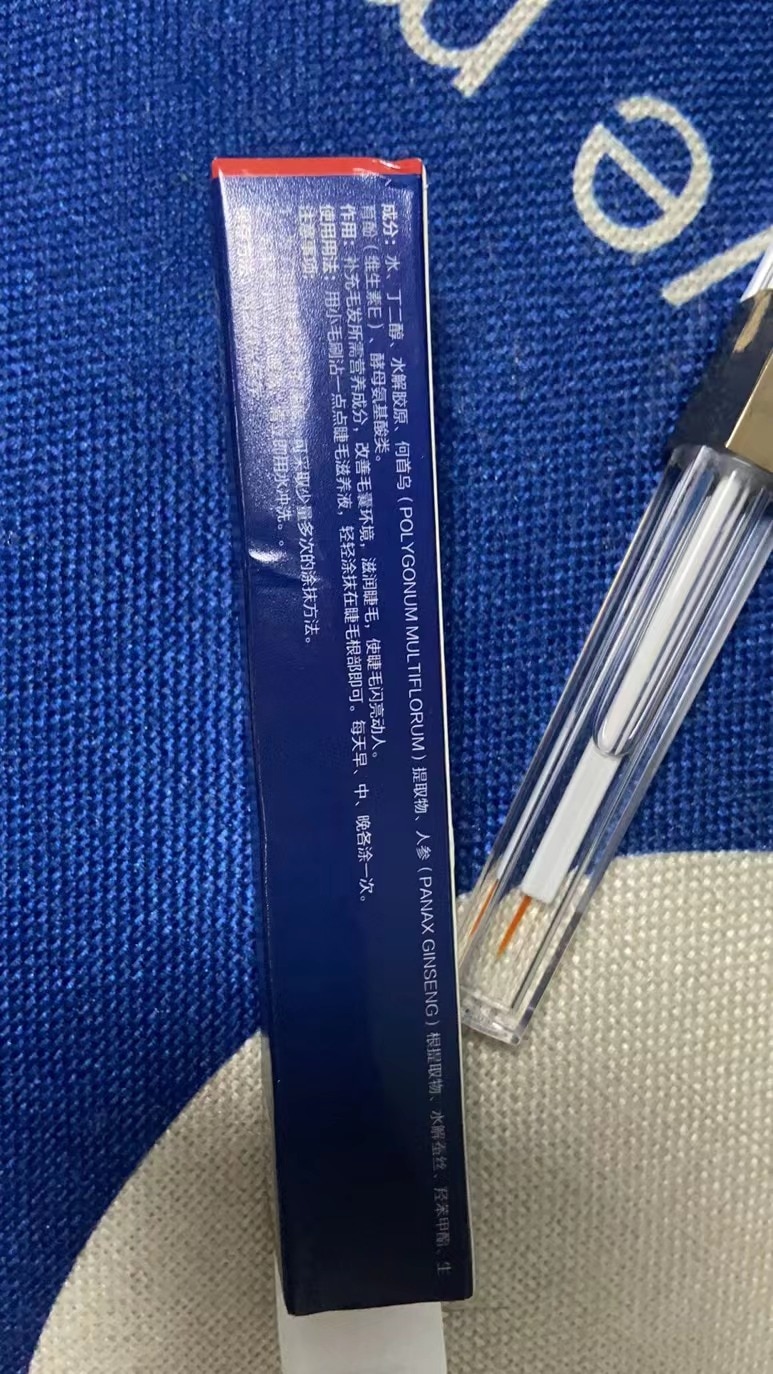 成分：水、丁二醇、水解胶原、何首乌（POLYGONUM MULTIFLORUM）提取物、人参（PANAX GINSENG）根提取物、水解蚕丝、羟苯甲酯、生
育酚（维生素E）、酵母氨基酸类。
作用：补充毛发所需营养成分，改善毛囊环境，滋润睫毛，使睫毛闪亮动人。
使用用法：用小毛刷沾一点点睫毛滋养液，轻轻涂抹在睫毛根部即可。每天早、中、晚各涂一次。
注意事项
可采取少量多次的涂抹方法。
即用水冲洗。